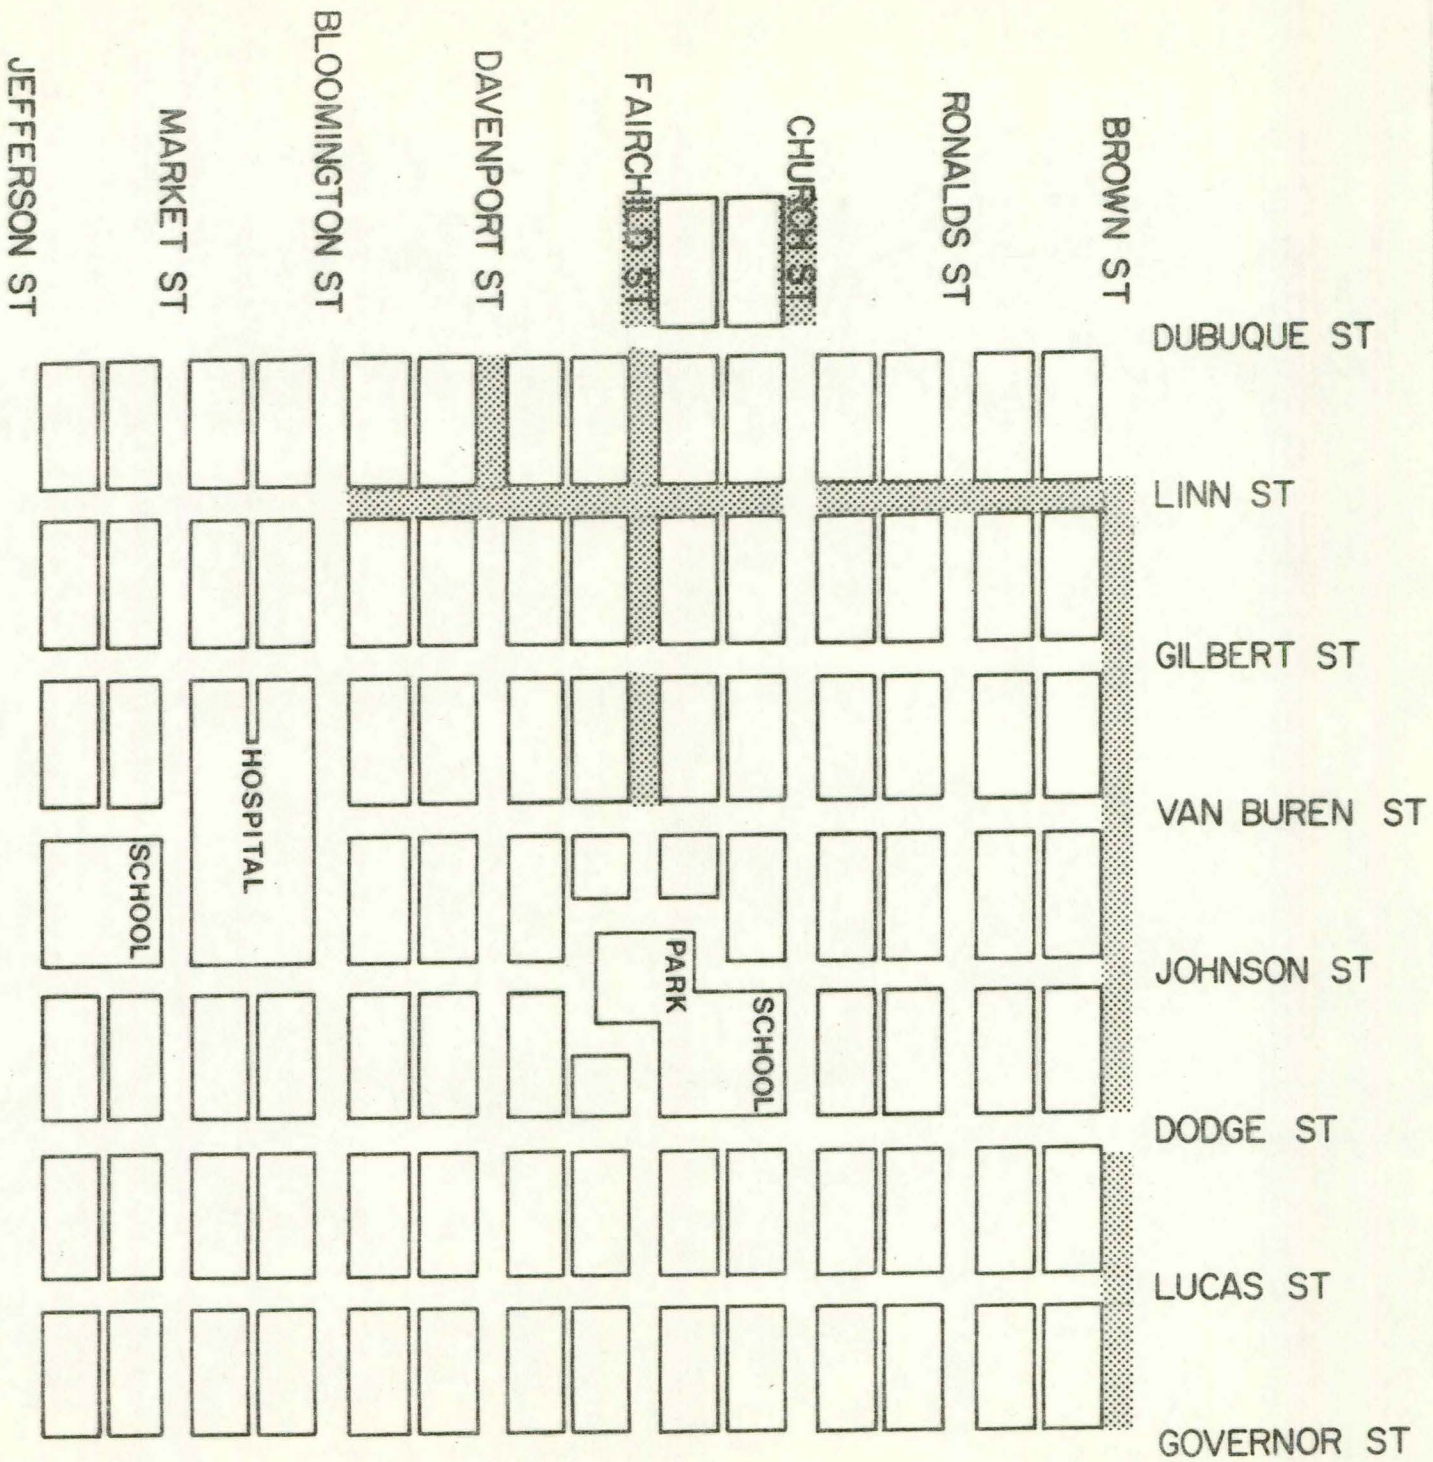 JEFFERSON ST
MARKET ST
BLOOMINGTON ST
DAVENPORT ST
FAIRCHILD ST
CHURCH ST
RONALDS ST
BROWN ST
DUBUQUE ST
LINN ST
GILBERT ST
VAN BUREN ST
JOHNSON ST
DODGE ST
LUCAS ST
GOVERNOR ST
HOSPITAL
SCHOOL
PARK
SCHOOL